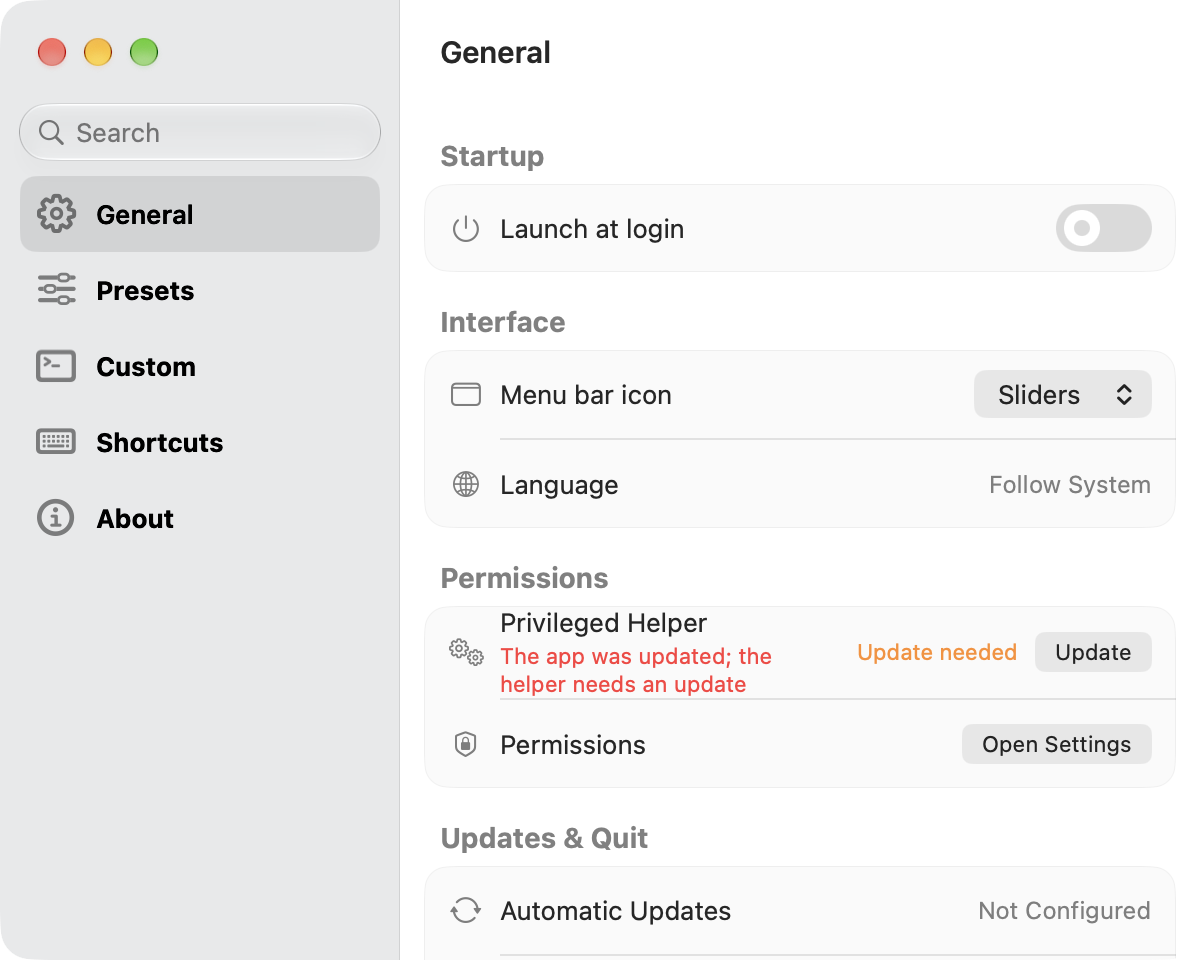 General
Search
General
Presets
Custom
Shortcuts
About
Startup
Launch at login
Interface
Menu bar icon
Sliders
Language
Follow System
Permissions
Privileged Helper
The app was updated; the
helper needs an update
Update needed
Update
Permissions
Open Settings
Updates & Quit
Automatic Updates
Not Configured